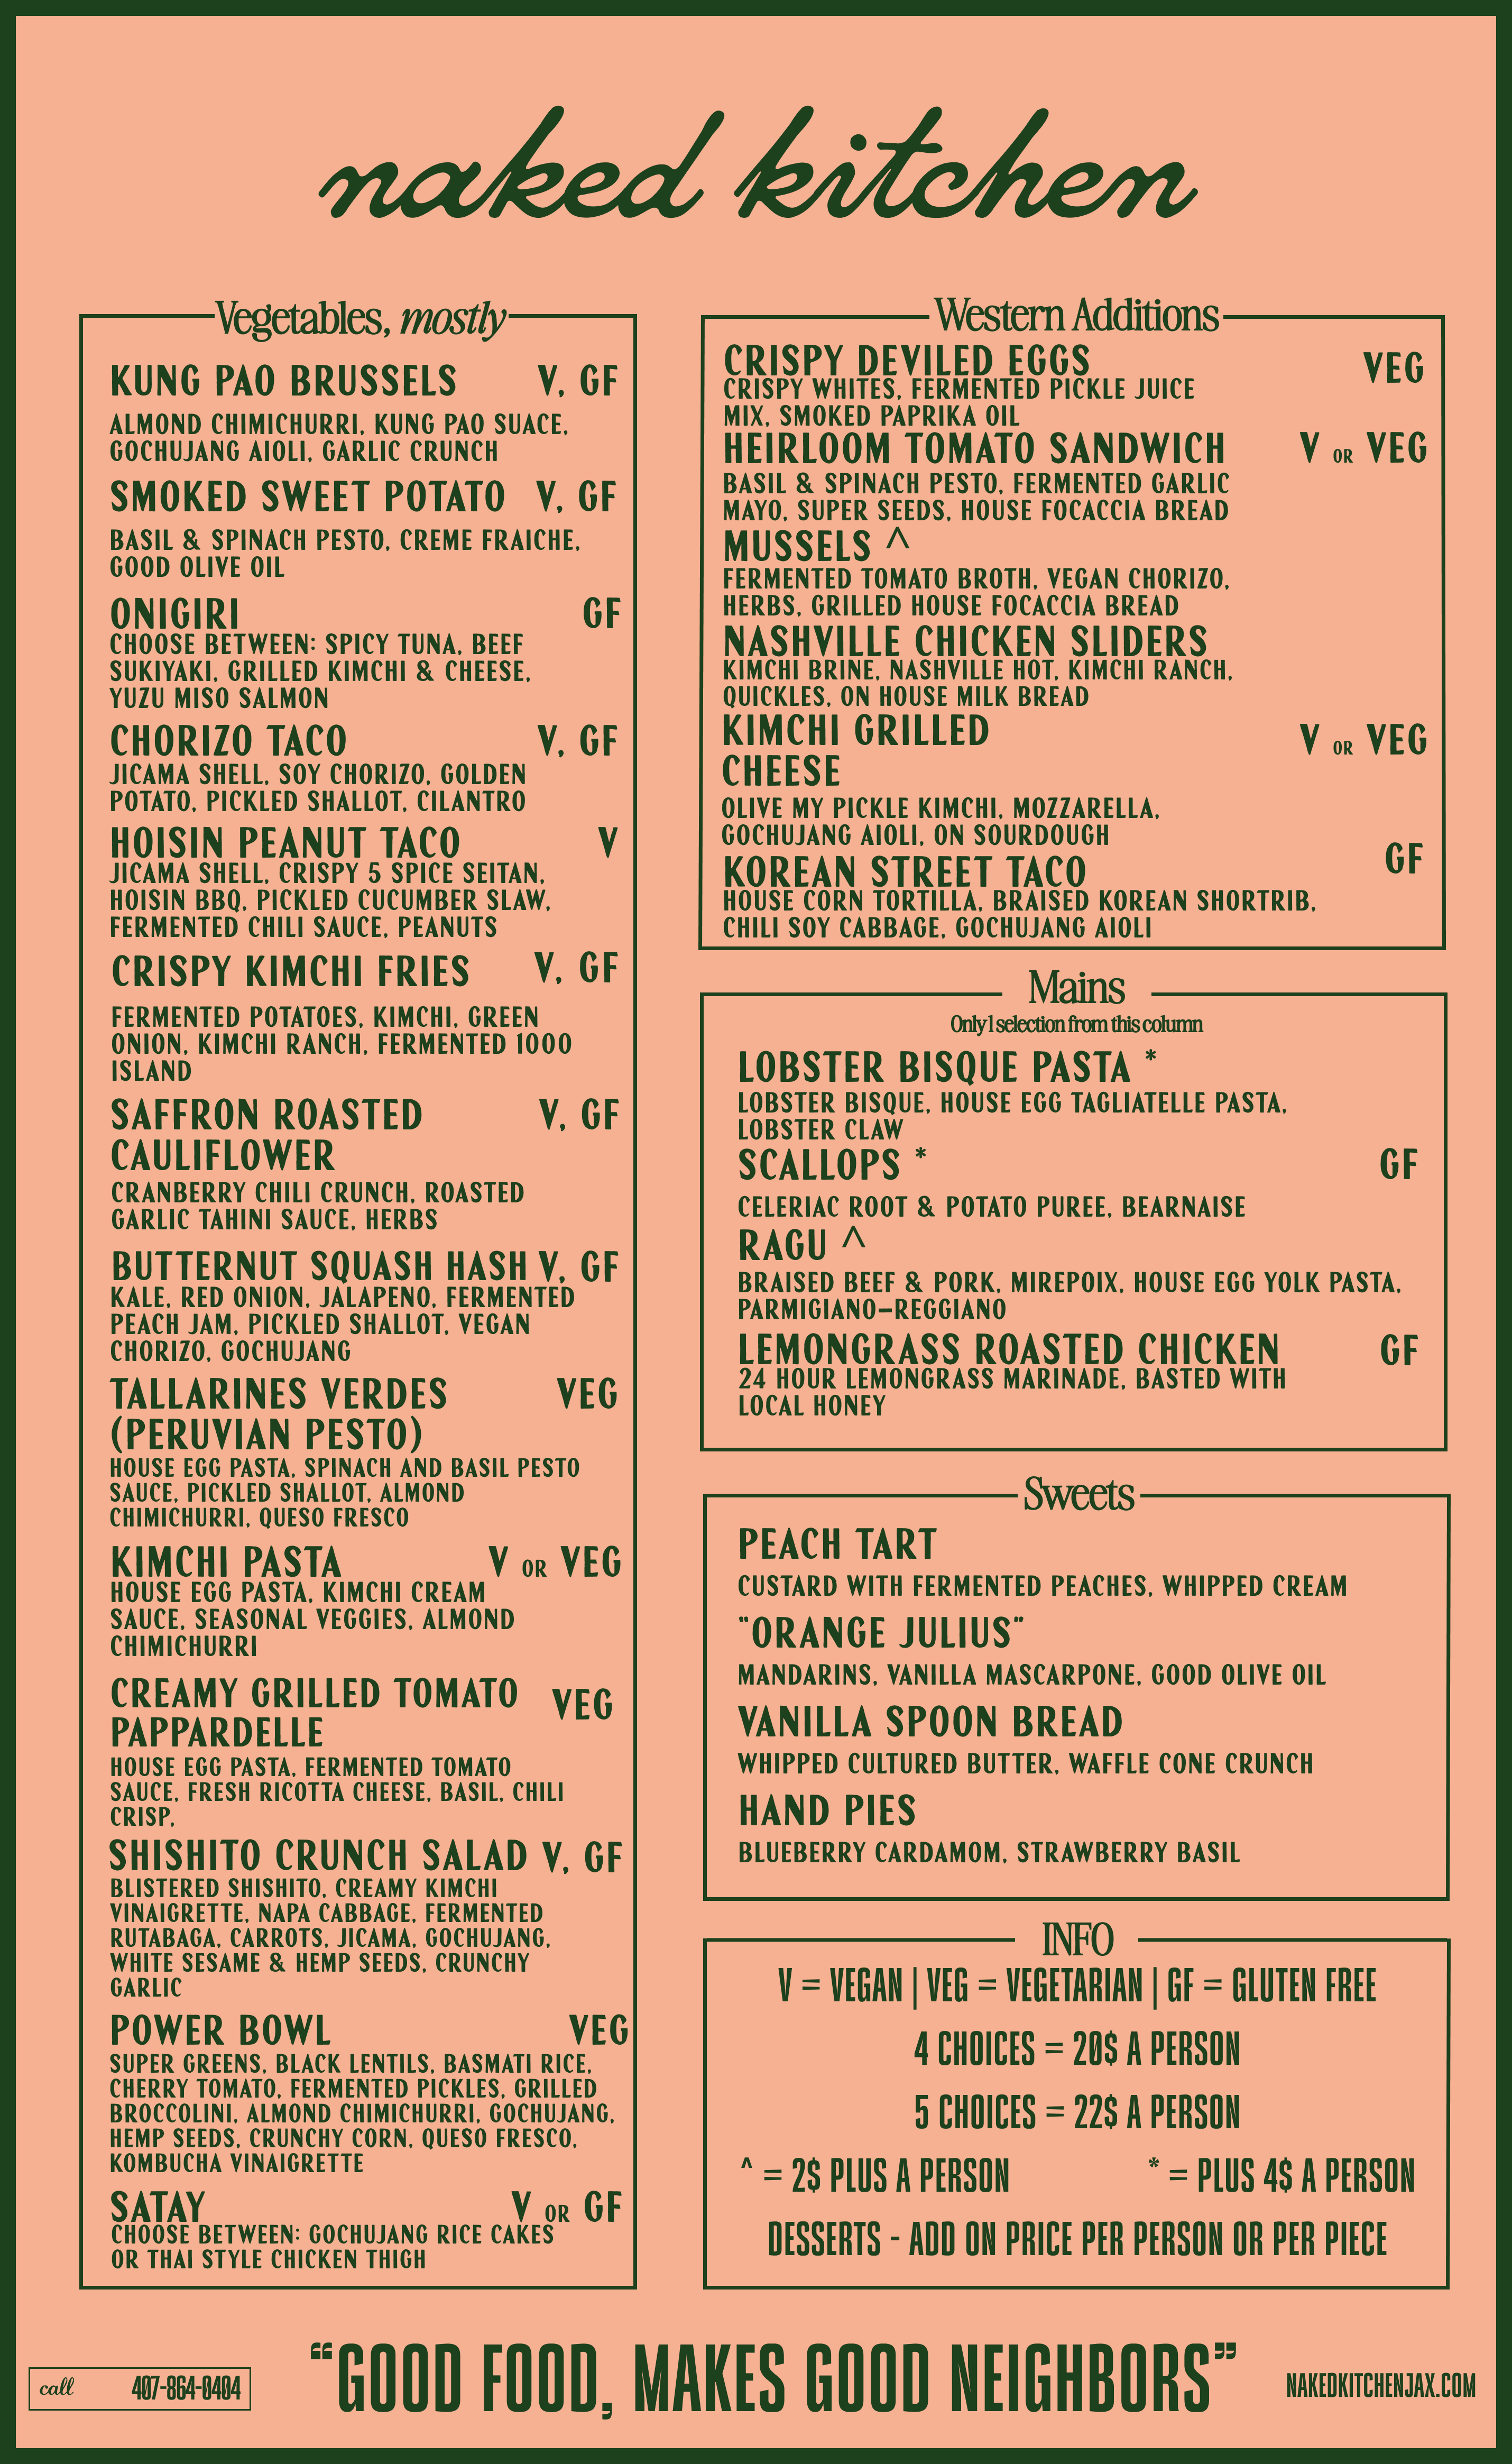 naked kitchen
Vegetables, mostly
KUNG PAO BRUSSELS V, GF
ALMOND CHIMICHURRI, KUNG PAO SUACE,
GOCHUJANG AIOLI, GARLIC CRUNCH
SMOKED SWEET POTATO V, GF
BASIL & SPINACH PESTO, CREME FRAICHE,
GOOD OLIVE OIL
ONIGIRI GF
CHOOSE BETWEEN: SPICY TUNA, BEEF
SUKIYAKI, GRILLED KIMCHI & CHEESE,
YUZU MISO SALMON
CHORIZO TACO V, GF
JICAMA SHELL, SOY CHORIZO, GOLDEN
POTATO, PICKLED SHALLOT, CILANTRO
HOISIN PEANUT TACO V
JICAMA SHELL, CRISPY 5 SPICE SEITAN,
HOISIN BBQ, PICKLED CUCUMBER SLAW,
FERMENTED CHILI SAUCE, PEANUTS
CRISPY KIMCHI FRIES V, GF
FERMENTED POTATOES, KIMCHI, GREEN
ONION, KIMCHI RANCH, FERMENTED 1000
ISLAND
SAFFRON ROASTED V, GF
CAULIFLOWER
CRANBERRY CHILI CRUNCH, ROASTED
GARLIC TAHINI SAUCE, HERBS
BUTTERNUT SQUASH HASH V, GF
KALE, RED ONION, JALAPENO, FERMENTED
PEACH JAM, PICKLED SHALLOT, VEGAN
CHORIZO, GOCHUJANG
TALLARINES VERDES VEG
(PERUVIAN PESTO)
HOUSE EGG PASTA, SPINACH AND BASIL PESTO
SAUCE, PICKLED SHALLOT, ALMOND
CHIMICHURRI, QUESO FRESCO
KIMCHI PASTA V OR VEG
HOUSE EGG PASTA, KIMCHI CREAM
SAUCE, SEASONAL VEGGIES, ALMOND
CHIMICHURRI
CREAMY GRILLED TOMATO VEG
PAPPARDELLE
HOUSE EGG PASTA, FERMENTED TOMATO
SAUCE, FRESH RICOTTA CHEESE, BASIL, CHILI
CRISP,
SHISHITO CRUNCH SALAD V, GF
BLISTERED SHISHITO, CREAMY KIMCHI
VINAIGRETTE, NAPA CABBAGE, FERMENTED
RUTABAGA, CARROTS, JICAMA, GOCHUJANG,
WHITE SESAME & HEMP SEEDS, CRUNCHY
GARLIC
POWER BOWL VEG
SUPER GREENS, BLACK LENTILS, BASMATI RICE,
CHERRY TOMATO, FERMENTED PICKLES, GRILLED
BROCCOLINI, ALMOND CHIMICHURRI, GOCHUJANG,
HEMP SEEDS, CRUNCHY CORN, QUESO FRESCO,
KOMBUCHA VINAIGRETTE
SATAY V OR GF
CHOOSE BETWEEN: GOCHUJANG RICE CAKES
OR THAI STYLE CHICKEN THIGH
Western Additions
CRISPY DEVILED EGGS VEG
CRISPY WHITES, FERMENTED PICKLE JUICE
MIX, SMOKED PAPRIKA OIL
HEIRLOOM TOMATO SANDWICH V OR VEG
BASIL & SPINACH PESTO, FERMENTED GARLIC
MAYO, SUPER SEEDS, HOUSE FOCACCIA BREAD
MUSSELS ^
FERMENTED TOMATO BROTH, VEGAN CHORIZO,
HERBS, GRILLED HOUSE FOCACCIA BREAD
NASHVILLE CHICKEN SLIDERS
KIMCHI BRINE, NASHVILLE HOT, KIMCHI RANCH,
QUICKLES, ON HOUSE MILK BREAD
KIMCHI GRILLED V OR VEG
CHEESE
OLIVE MY PICKLE KIMCHI, MOZZARELLA,
GOCHUJANG AIOLI, ON SOURDOUGH
KOREAN STREET TACO GF
HOUSE CORN TORTILLA, BRAISED KOREAN SHORTRIB,
CHILI SOY CABBAGE, GOCHUJANG AIOLI
Mains
Only 1 selection from this column
LOBSTER BISQUE PASTA *
LOBSTER BISQUE, HOUSE EGG TAGLIATELLE PASTA,
LOBSTER CLAW
SCALLOPS * GF
CELERIAC ROOT & POTATO PUREE, BEARNAISE
RAGU ^
BRAISED BEEF & PORK, MIREPOIX, HOUSE EGG YOLK PASTA,
PARMIGIANO-REGGIANO
LEMONGRASS ROASTED CHICKEN GF
24 HOUR LEMONGRASS MARINADE, BASTED WITH
LOCAL HONEY
Sweets
PEACH TART
CUSTARD WITH FERMENTED PEACHES, WHIPPED CREAM
"ORANGE JULIUS"
MANDARINS, VANILLA MASCARPONE, GOOD OLIVE OIL
VANILLA SPOON BREAD
WHIPPED CULTURED BUTTER, WAFFLE CONE CRUNCH
HAND PIES
BLUEBERRY CARDAMOM, STRAWBERRY BASIL
INFO
V = VEGAN | VEG = VEGETARIAN | GF = GLUTEN FREE
4 CHOICES = 20$ A PERSON
5 CHOICES = 22$ A PERSON
^ = 2$ PLUS A PERSON * = PLUS 4$ A PERSON
DESSERTS - ADD ON PRICE PER PERSON OR PER PIECE
call 407-864-0404
“GOOD FOOD, MAKES GOOD NEIGHBORS”
NAKEDKITCHENJAX.COM